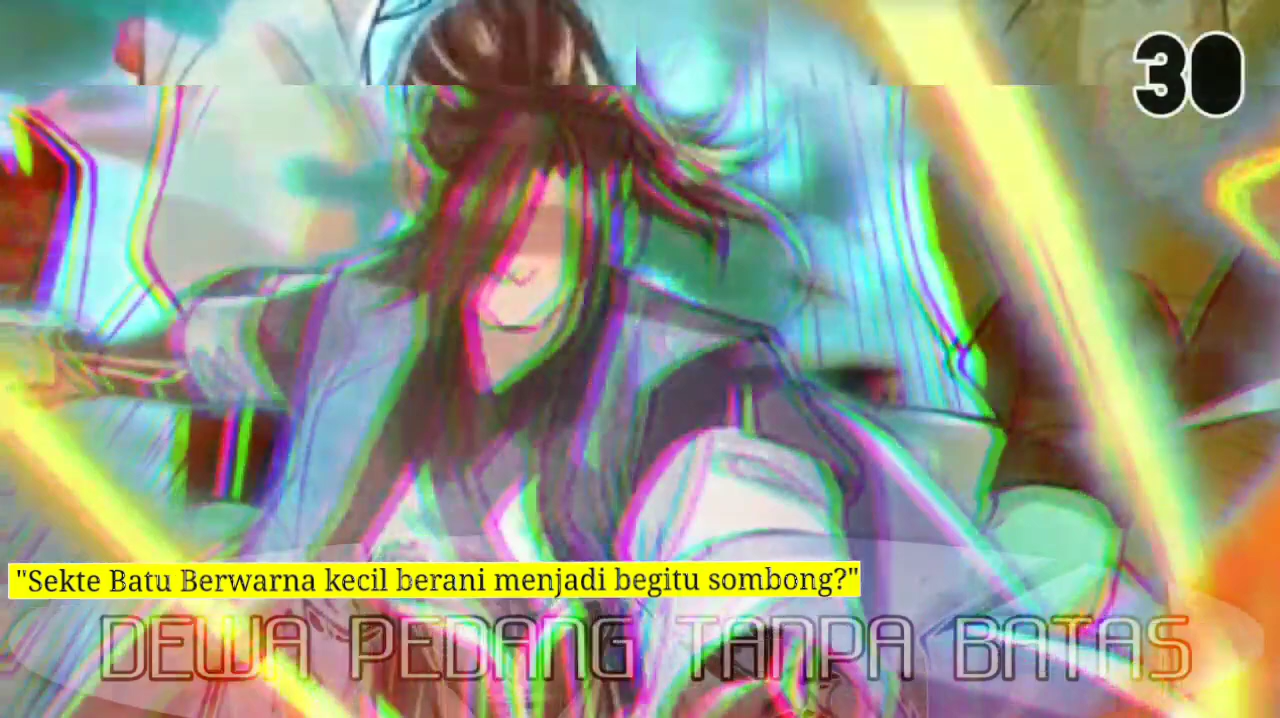 30
"Sekte Batu Berwarna kecil berani menjadi begitu sombong?"
DEWA PEDANG TANPA BATAS